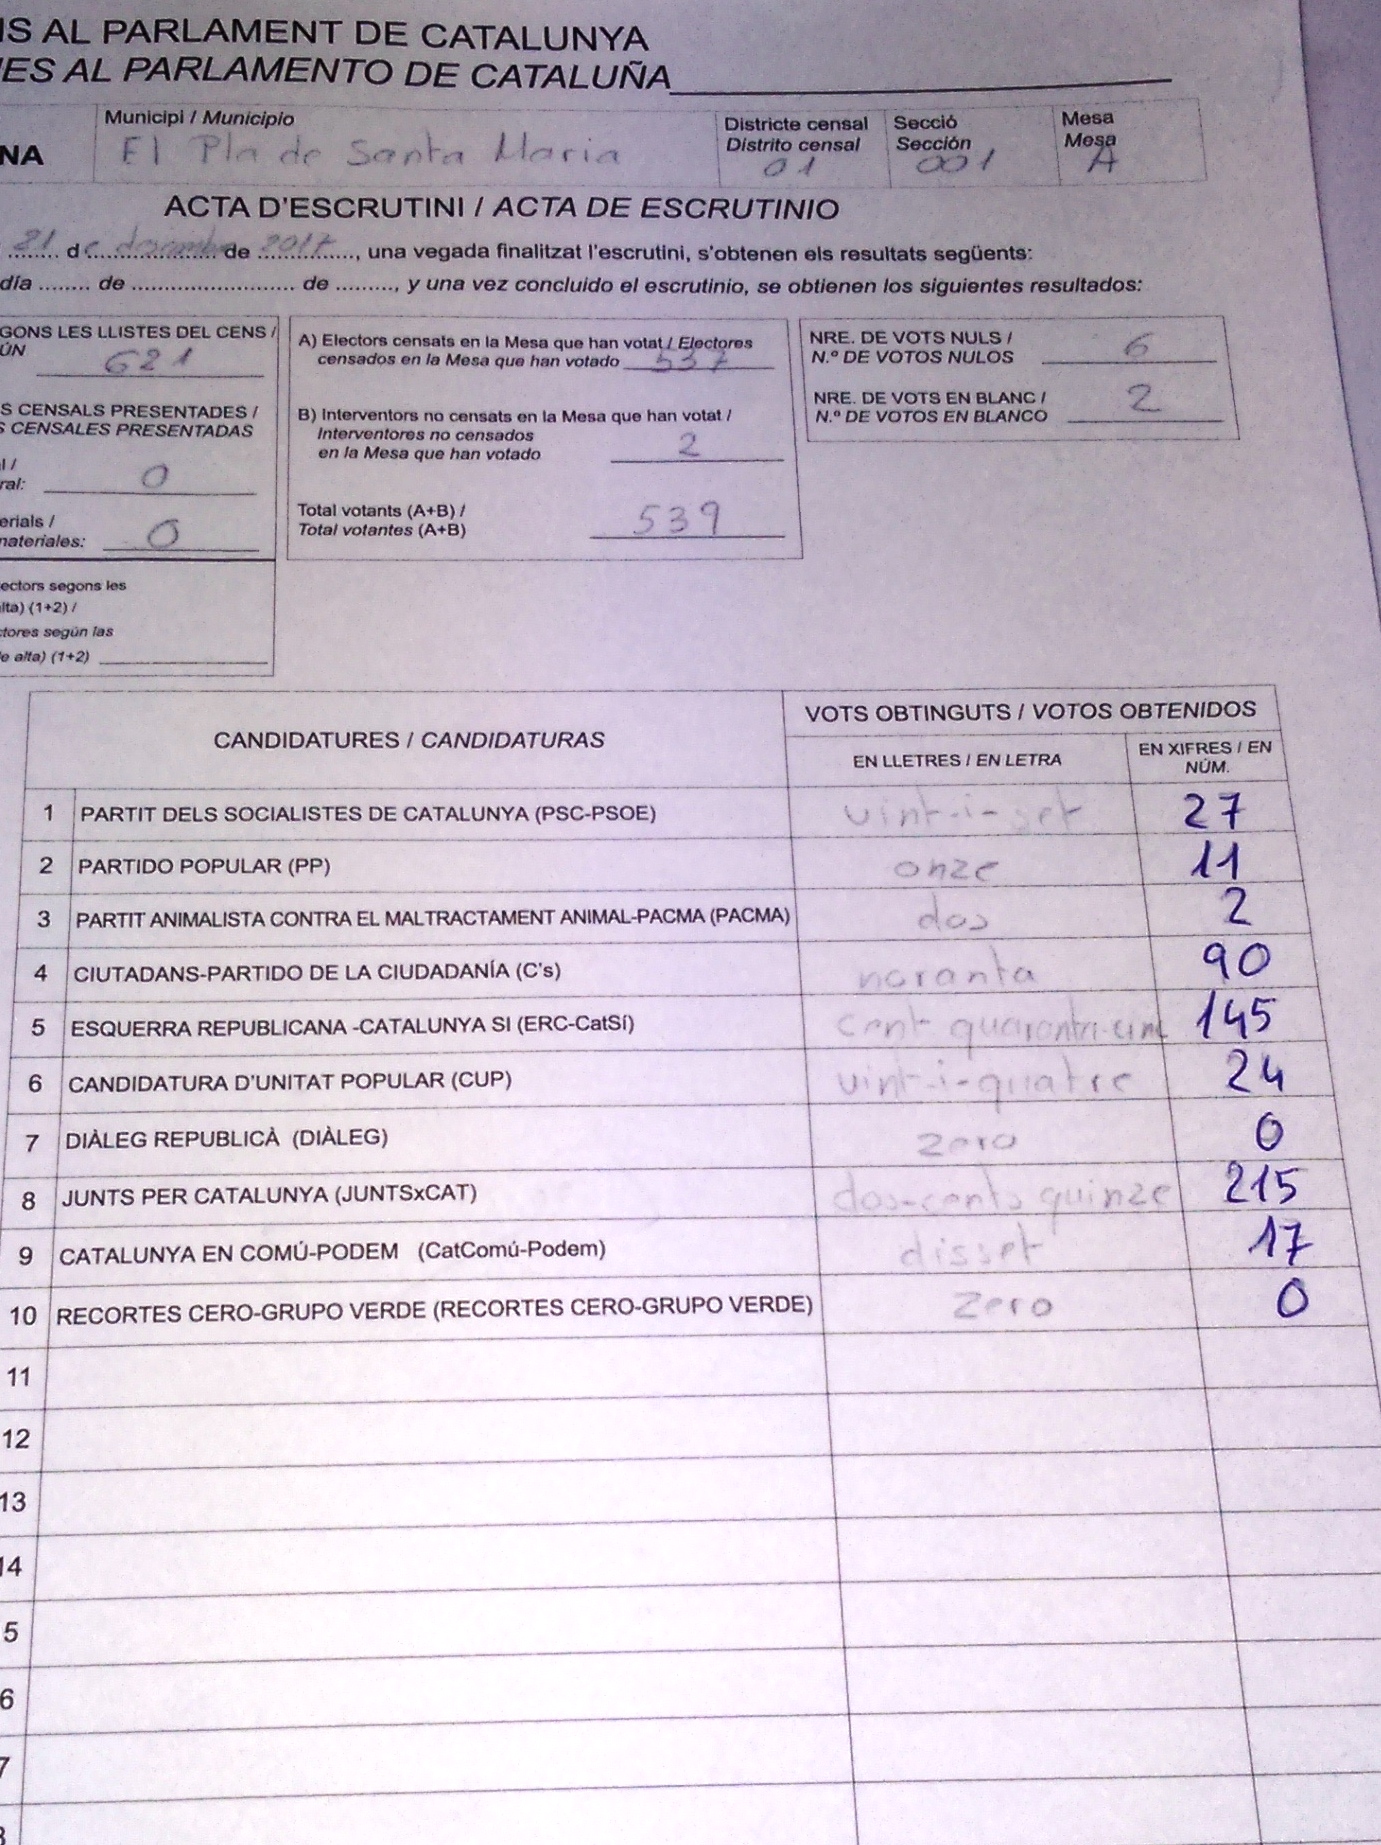 IS AL PARLAMENT DE CATALUNYA
ES AL PARLAMENTO DE CATALUÑA
NA
Municipi / Municipio
El Pla de Santa Maria
Districte censal
Distrito censal
01
Secció
Sección
001
Mesa
Mesa
A
ACTA D'ESCRUTINI / ACTA DE ESCRUTINIO
21 de desembre de 2017, una vegada finalitzat l'escrutini, s'obtenen els resultats següents:
día ........ de .......................... de .........., y una vez concluido el escrutinio, se obtienen los siguientes resultados:
GONS LES LLISTES DEL CENS /
ÚN
621
S CENSALS PRESENTADES /
S CENSALES PRESENTADAS
l /
ral: 0
erials /
materiales: 0
ectors segons les
lta) (1+2) /
ctores según las
e alta) (1+2)
A) Electors censats en la Mesa que han votat / Electores
censados en la Mesa que han votado 537
B) Interventors no censats en la Mesa que han votat /
Interventores no censados
en la Mesa que han votado 2
Total votants (A+B) /
Total votantes (A+B) 539
NRE. DE VOTS NULS /
N.º DE VOTOS NULOS 6
NRE. DE VOTS EN BLANC /
N.º DE VOTOS EN BLANCO 2
CANDIDATURES / CANDIDATURAS
VOTS OBTINGUTS / VOTOS OBTENIDOS
EN LLETRES / EN LETRA
EN XIFRES / EN
NÚM.
1 PARTIT DELS SOCIALISTES DE CATALUNYA (PSC-PSOE) vint-i-set 27
2 PARTIDO POPULAR (PP) onze 11
3 PARTIT ANIMALISTA CONTRA EL MALTRACTAMENT ANIMAL-PACMA (PACMA) dos 2
4 CIUTADANS-PARTIDO DE LA CIUDADANÍA (C's) noranta 90
5 ESQUERRA REPUBLICANA -CATALUNYA SI (ERC-CatSí) cent quaranta-cinc 145
6 CANDIDATURA D'UNITAT POPULAR (CUP) vint-i-quatre 24
7 DIÀLEG REPUBLICÀ (DIÀLEG) zero 0
8 JUNTS PER CATALUNYA (JUNTSxCAT) dos-cents quinze 215
9 CATALUNYA EN COMÚ-PODEM (CatComú-Podem) disset 17
10 RECORTES CERO-GRUPO VERDE (RECORTES CERO-GRUPO VERDE) zero 0
11
12
13
14
5
6
7
8